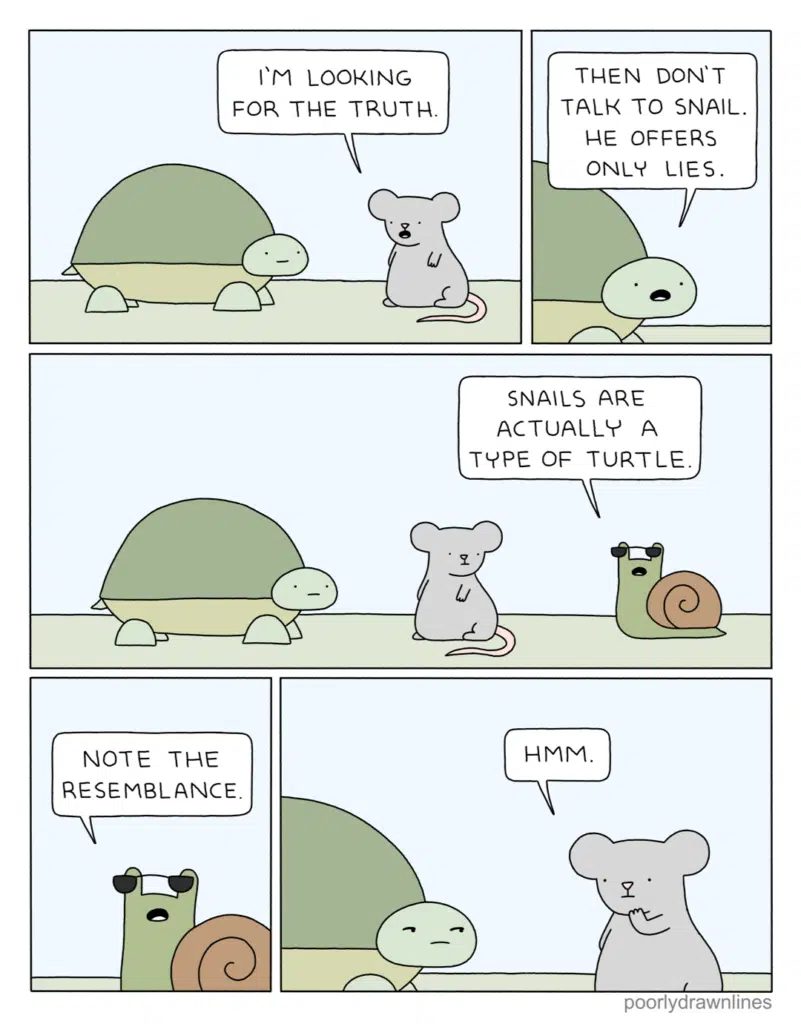 I'M LOOKING
FOR THE TRUTH.
THEN DON'T
TALK TO SNAIL.
HE OFFERS
ONLY LIES.
SNAILS ARE
ACTUALLY A
TYPE OF TURTLE.
NOTE THE
RESEMBLANCE.
HMM.
poorlydrawnlines